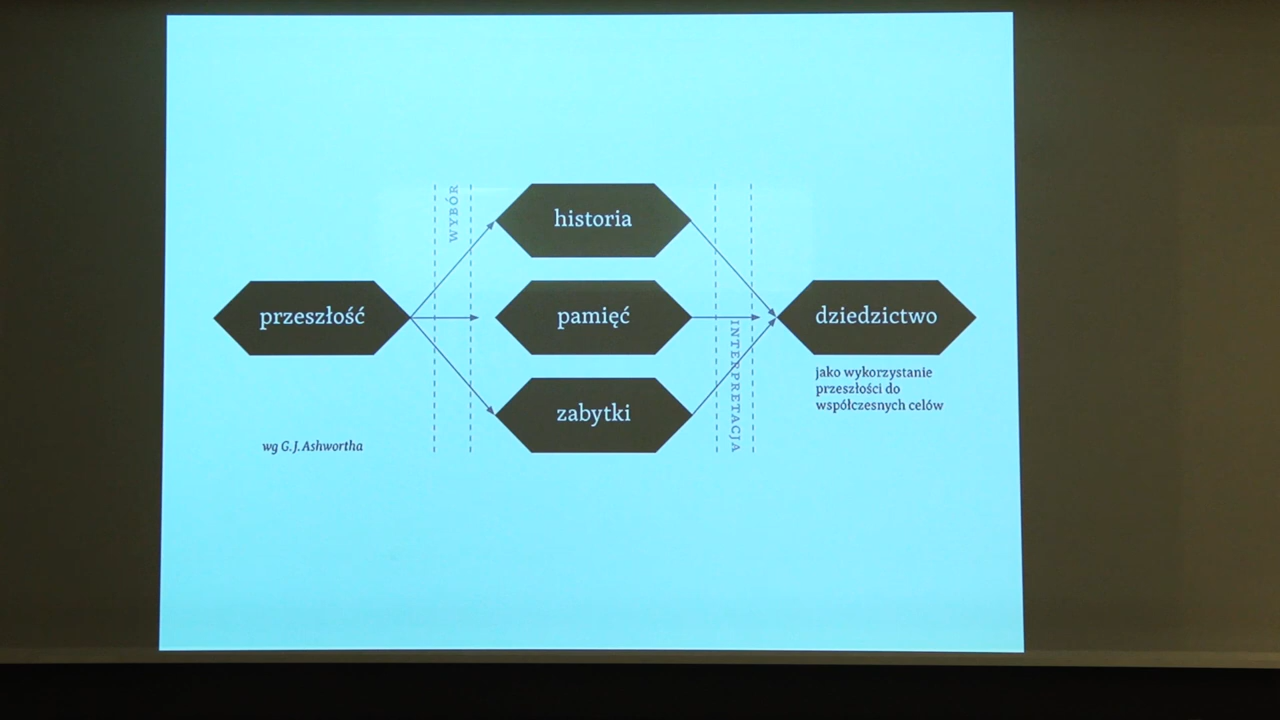 WYBÓR
historia
przeszłość
pamięć
dziedzictwo
INTERPRETACJA
jako wykorzystanie
przeszłości do
współczesnych celów
zabytki
wg G. J. Ashwortha